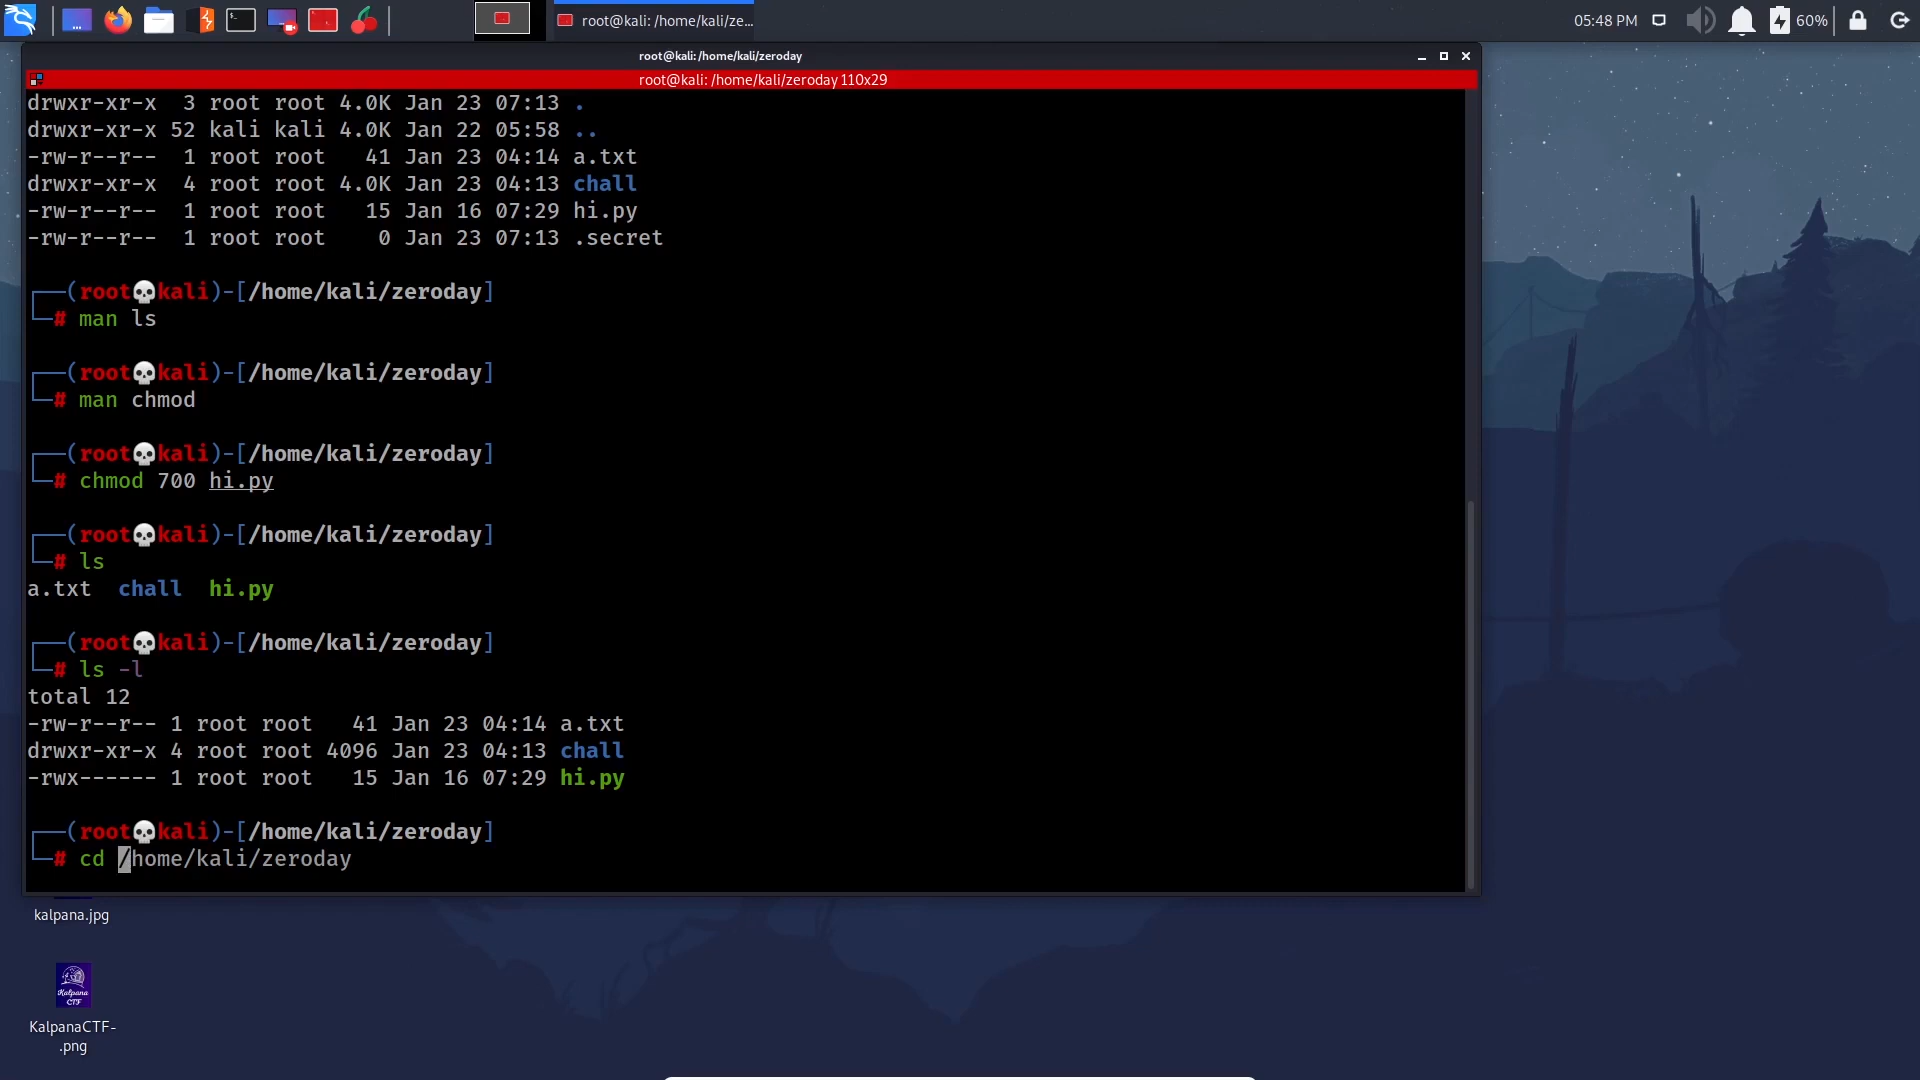 root@kali: /home/kali/ze...
05:48 PM
60%
root@kali: /home/kali/zeroday
root@kali: /home/kali/zeroday 110x29
drwxr-xr-x  3 root root 4.0K Jan 23 07:13 .
drwxr-xr-x 52 kali kali 4.0K Jan 22 05:58 ..
-rw-r--r--  1 root root   41 Jan 23 04:14 a.txt
drwxr-xr-x  4 root root 4.0K Jan 23 04:13 chall
-rw-r--r--  1 root root   15 Jan 16 07:29 hi.py
-rw-r--r--  1 root root    0 Jan 23 07:13 .secret
┌──(root💀kali)-[/home/kali/zeroday]
└─# man ls
┌──(root💀kali)-[/home/kali/zeroday]
└─# man chmod
┌──(root💀kali)-[/home/kali/zeroday]
└─# chmod 700 hi.py
┌──(root💀kali)-[/home/kali/zeroday]
└─# ls
a.txt  chall  hi.py
┌──(root💀kali)-[/home/kali/zeroday]
└─# ls -l
total 12
-rw-r--r-- 1 root root   41 Jan 23 04:14 a.txt
drwxr-xr-x 4 root root 4096 Jan 23 04:13 chall
-rwx------ 1 root root   15 Jan 16 07:29 hi.py
┌──(root💀kali)-[/home/kali/zeroday]
└─# cd /home/kali/zeroday
kalpana.jpg
Kalpana
CTF
KalpanaCTF-
.png